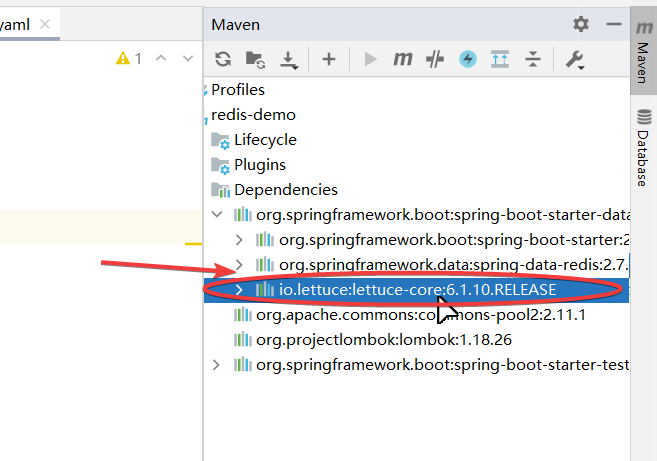 yaml
Maven
1
m
Profiles
redis-demo
Lifecycle
Plugins
Dependencies
org.springframework.boot:spring-boot-starter-data
org.springframework.boot:spring-boot-starter:2
org.springframework.data:spring-data-redis:2.7.
io.lettuce:lettuce-core:6.1.10.RELEASE
org.apache.commons:commons-pool2:2.11.1
org.projectlombok:lombok:1.18.26
org.springframework.boot:spring-boot-starter-test
m
Maven
Database